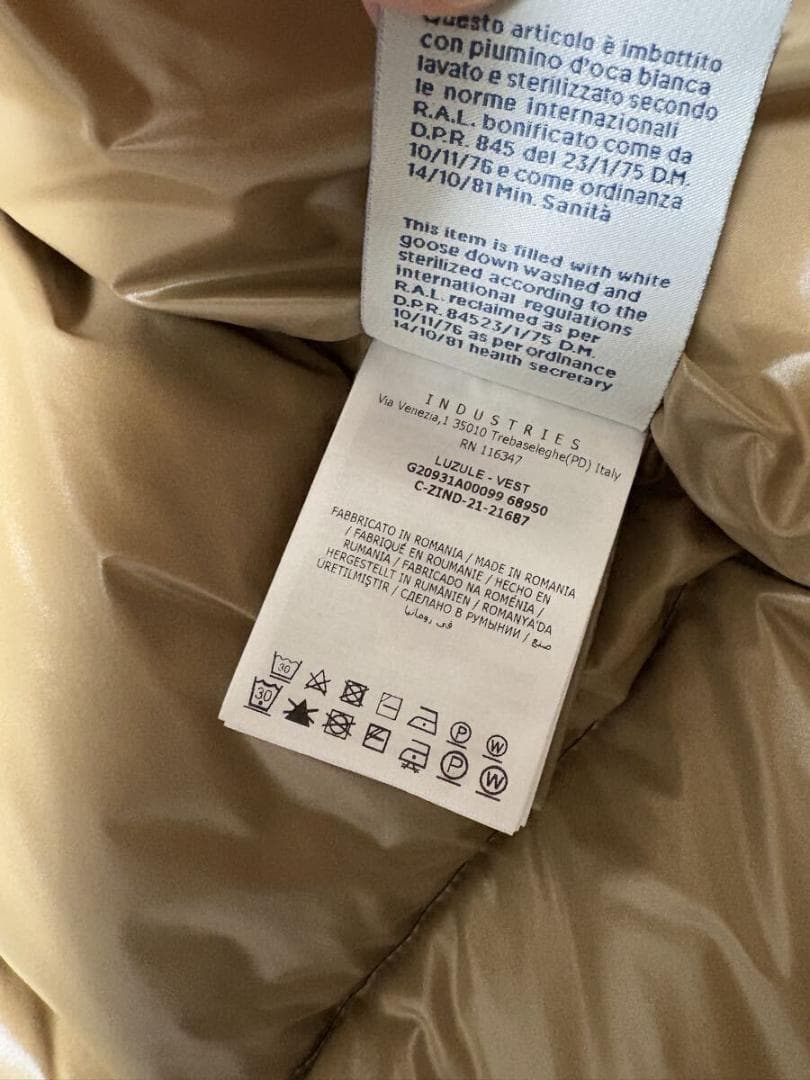 Questo articolo è imbottito
con piumino d'oca bianca
lavato e sterilizzato secondo
le norme internazionali
R.A.L. bonificato come da
D.P.R. 845 del 23/1/75 D.M.
10/11/76 e come ordinanza
14/10/81 Min. Sanità
This item is filled with white
goose down washed and
sterilized according to the
international regulations
R.A.L. reclaimed as per
D.P.R. 84523/1/75 D.M.
10/11/76 as per ordinance
14/10/81 health secretary
INDUSTRIES
Via Venezia,1 35010 Trebaseleghe(PD) Italy
RN 116347
LUZULE - VEST
G20931A00099 68950
C-ZIND-21-21687
FABBRICATO IN ROMANIA / MADE IN ROMANIA
/ FABRIQUÉ EN ROUMANIE / HECHO EN
RUMANIA / FABRICADO NA ROMÉNIA /
HERGESTELLT IN RUMÄNIEN / ROMANYA'DA
ÜRETILMIŞTIR / СДЕЛАНО В РУМЫНИИ / صنع
في رومانيا
30 P W
30 P W